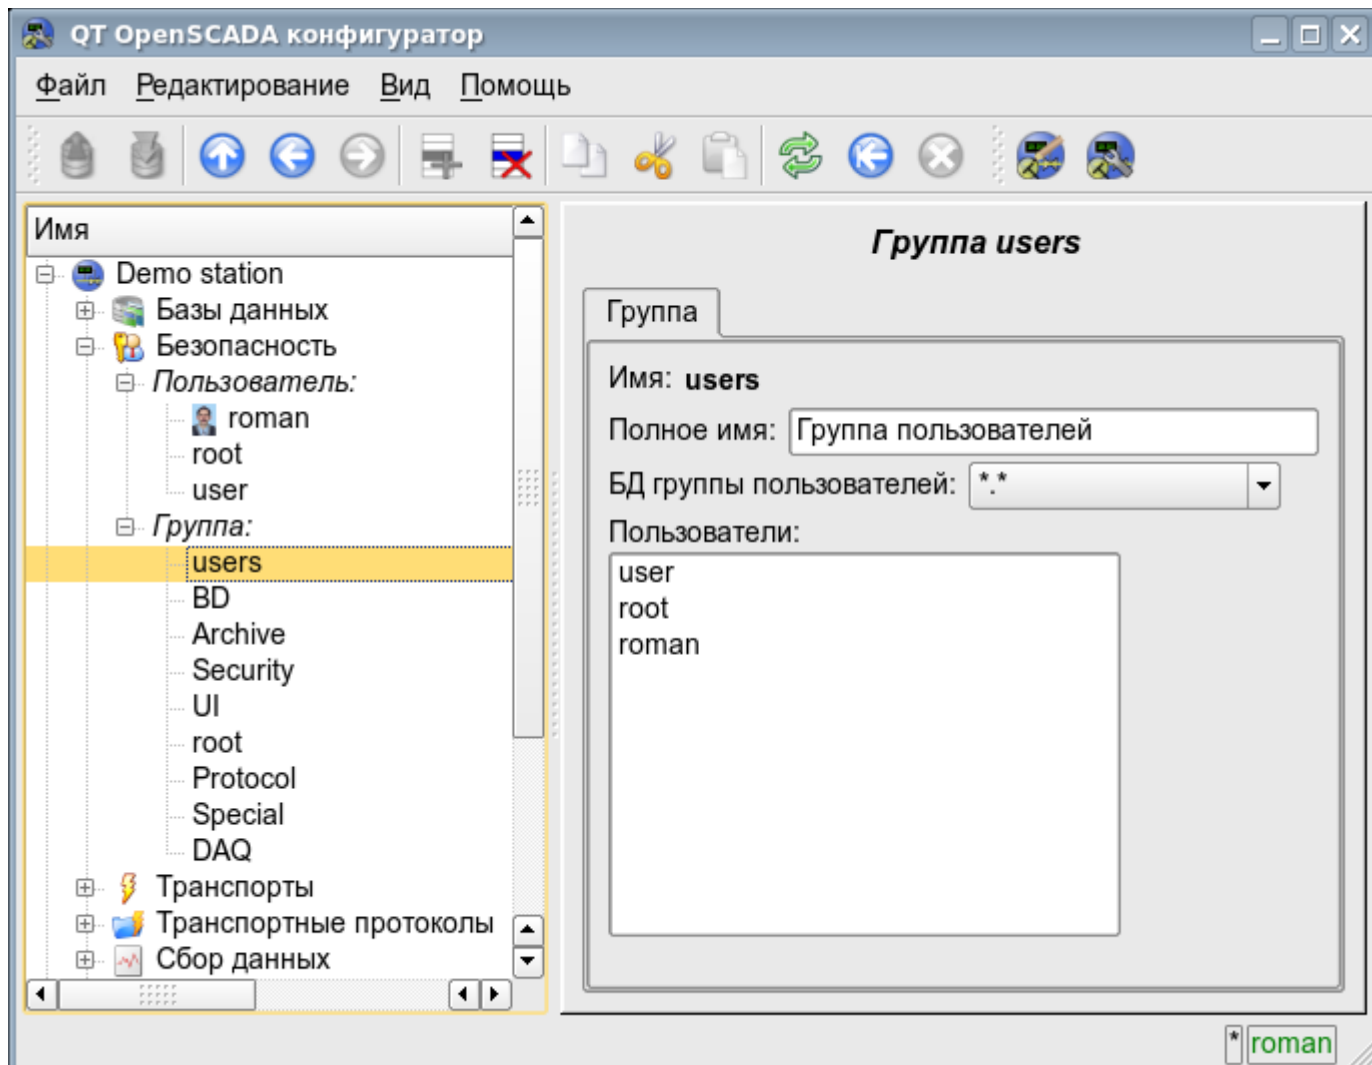 QT OpenSCADA конфигуратор
Файл Редактирование Вид Помощь
Имя
Demo station
Базы данных
Безопасность
Пользователь:
roman
root
user
Группа:
users
BD
Archive
Security
UI
root
Protocol
Special
DAQ
Транспорты
Транспортные протоколы
Сбор данных
Группа users
Группа
Имя: users
Полное имя: Группа пользователей
БД группы пользователей: *.*
Пользователи:
user
root
roman
* roman